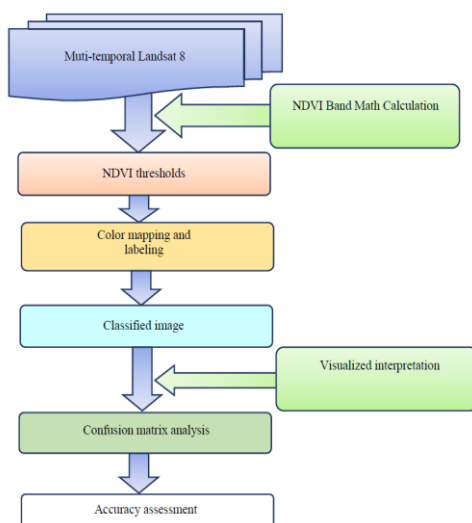 Muti-temporal Landsat 8
NDVI Band Math Calculation
NDVI thresholds
Color mapping and
labeling
Classified image
Visualized interpretation
Confusion matrix analysis
Accuracy assessment